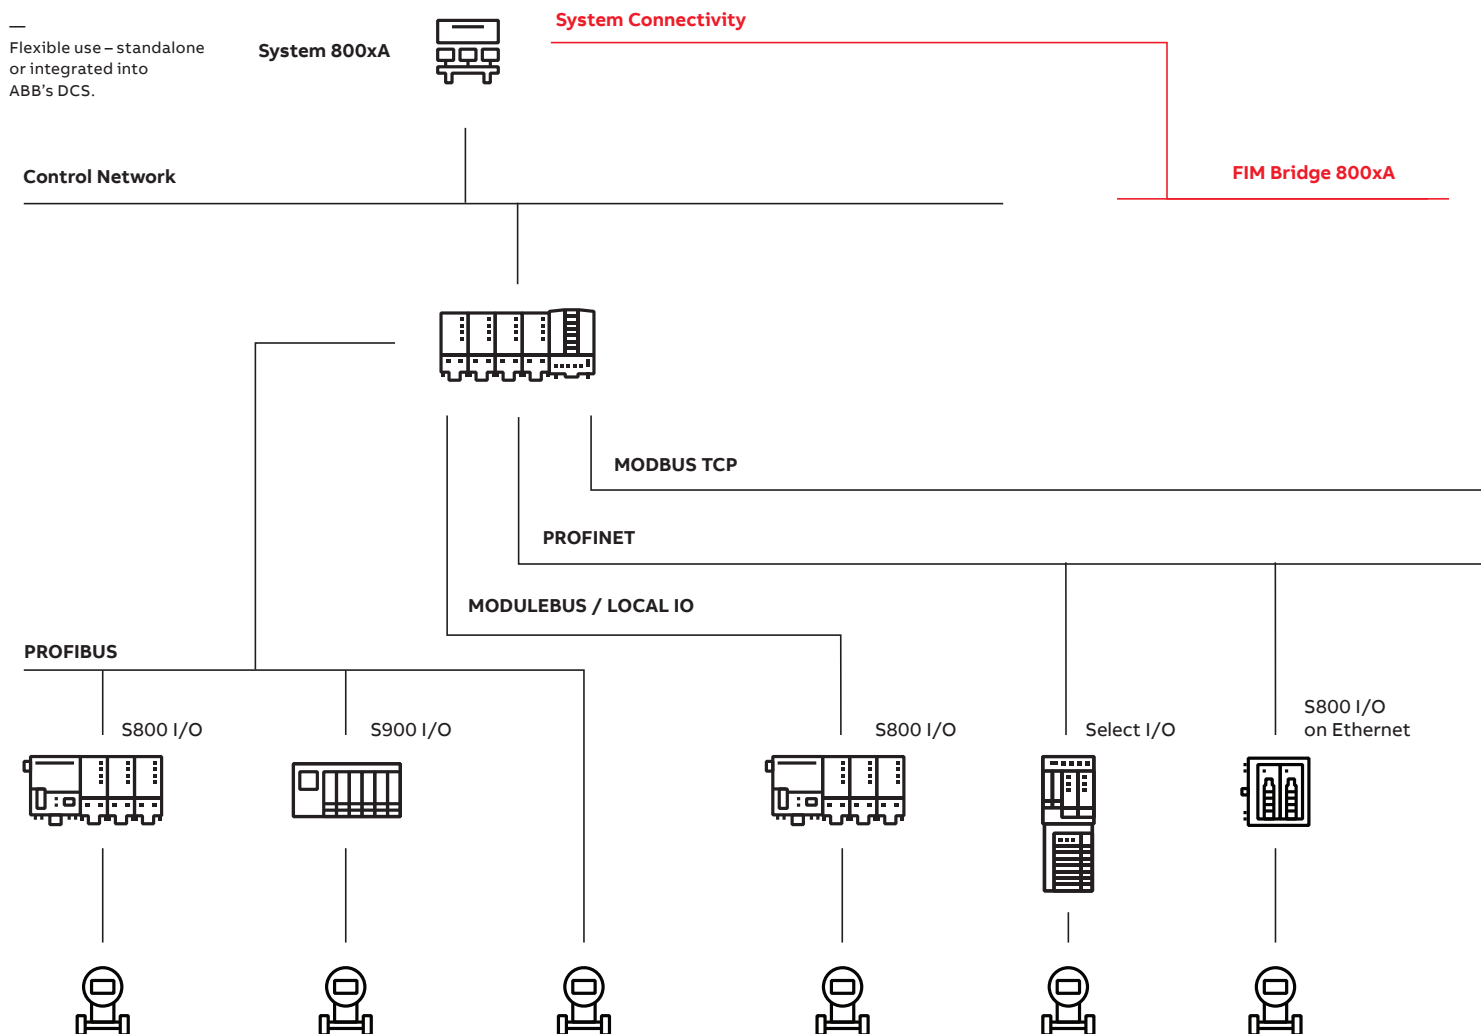 Flexible use – standalone
or integrated into
ABB's DCS.
System 800xA
System Connectivity
Control Network
FIM Bridge 800xA
MODBUS TCP
PROFINET
MODULEBUS / LOCAL IO
PROFIBUS
S800 I/O
S900 I/O
S800 I/O
Select I/O
S800 I/O
on Ethernet